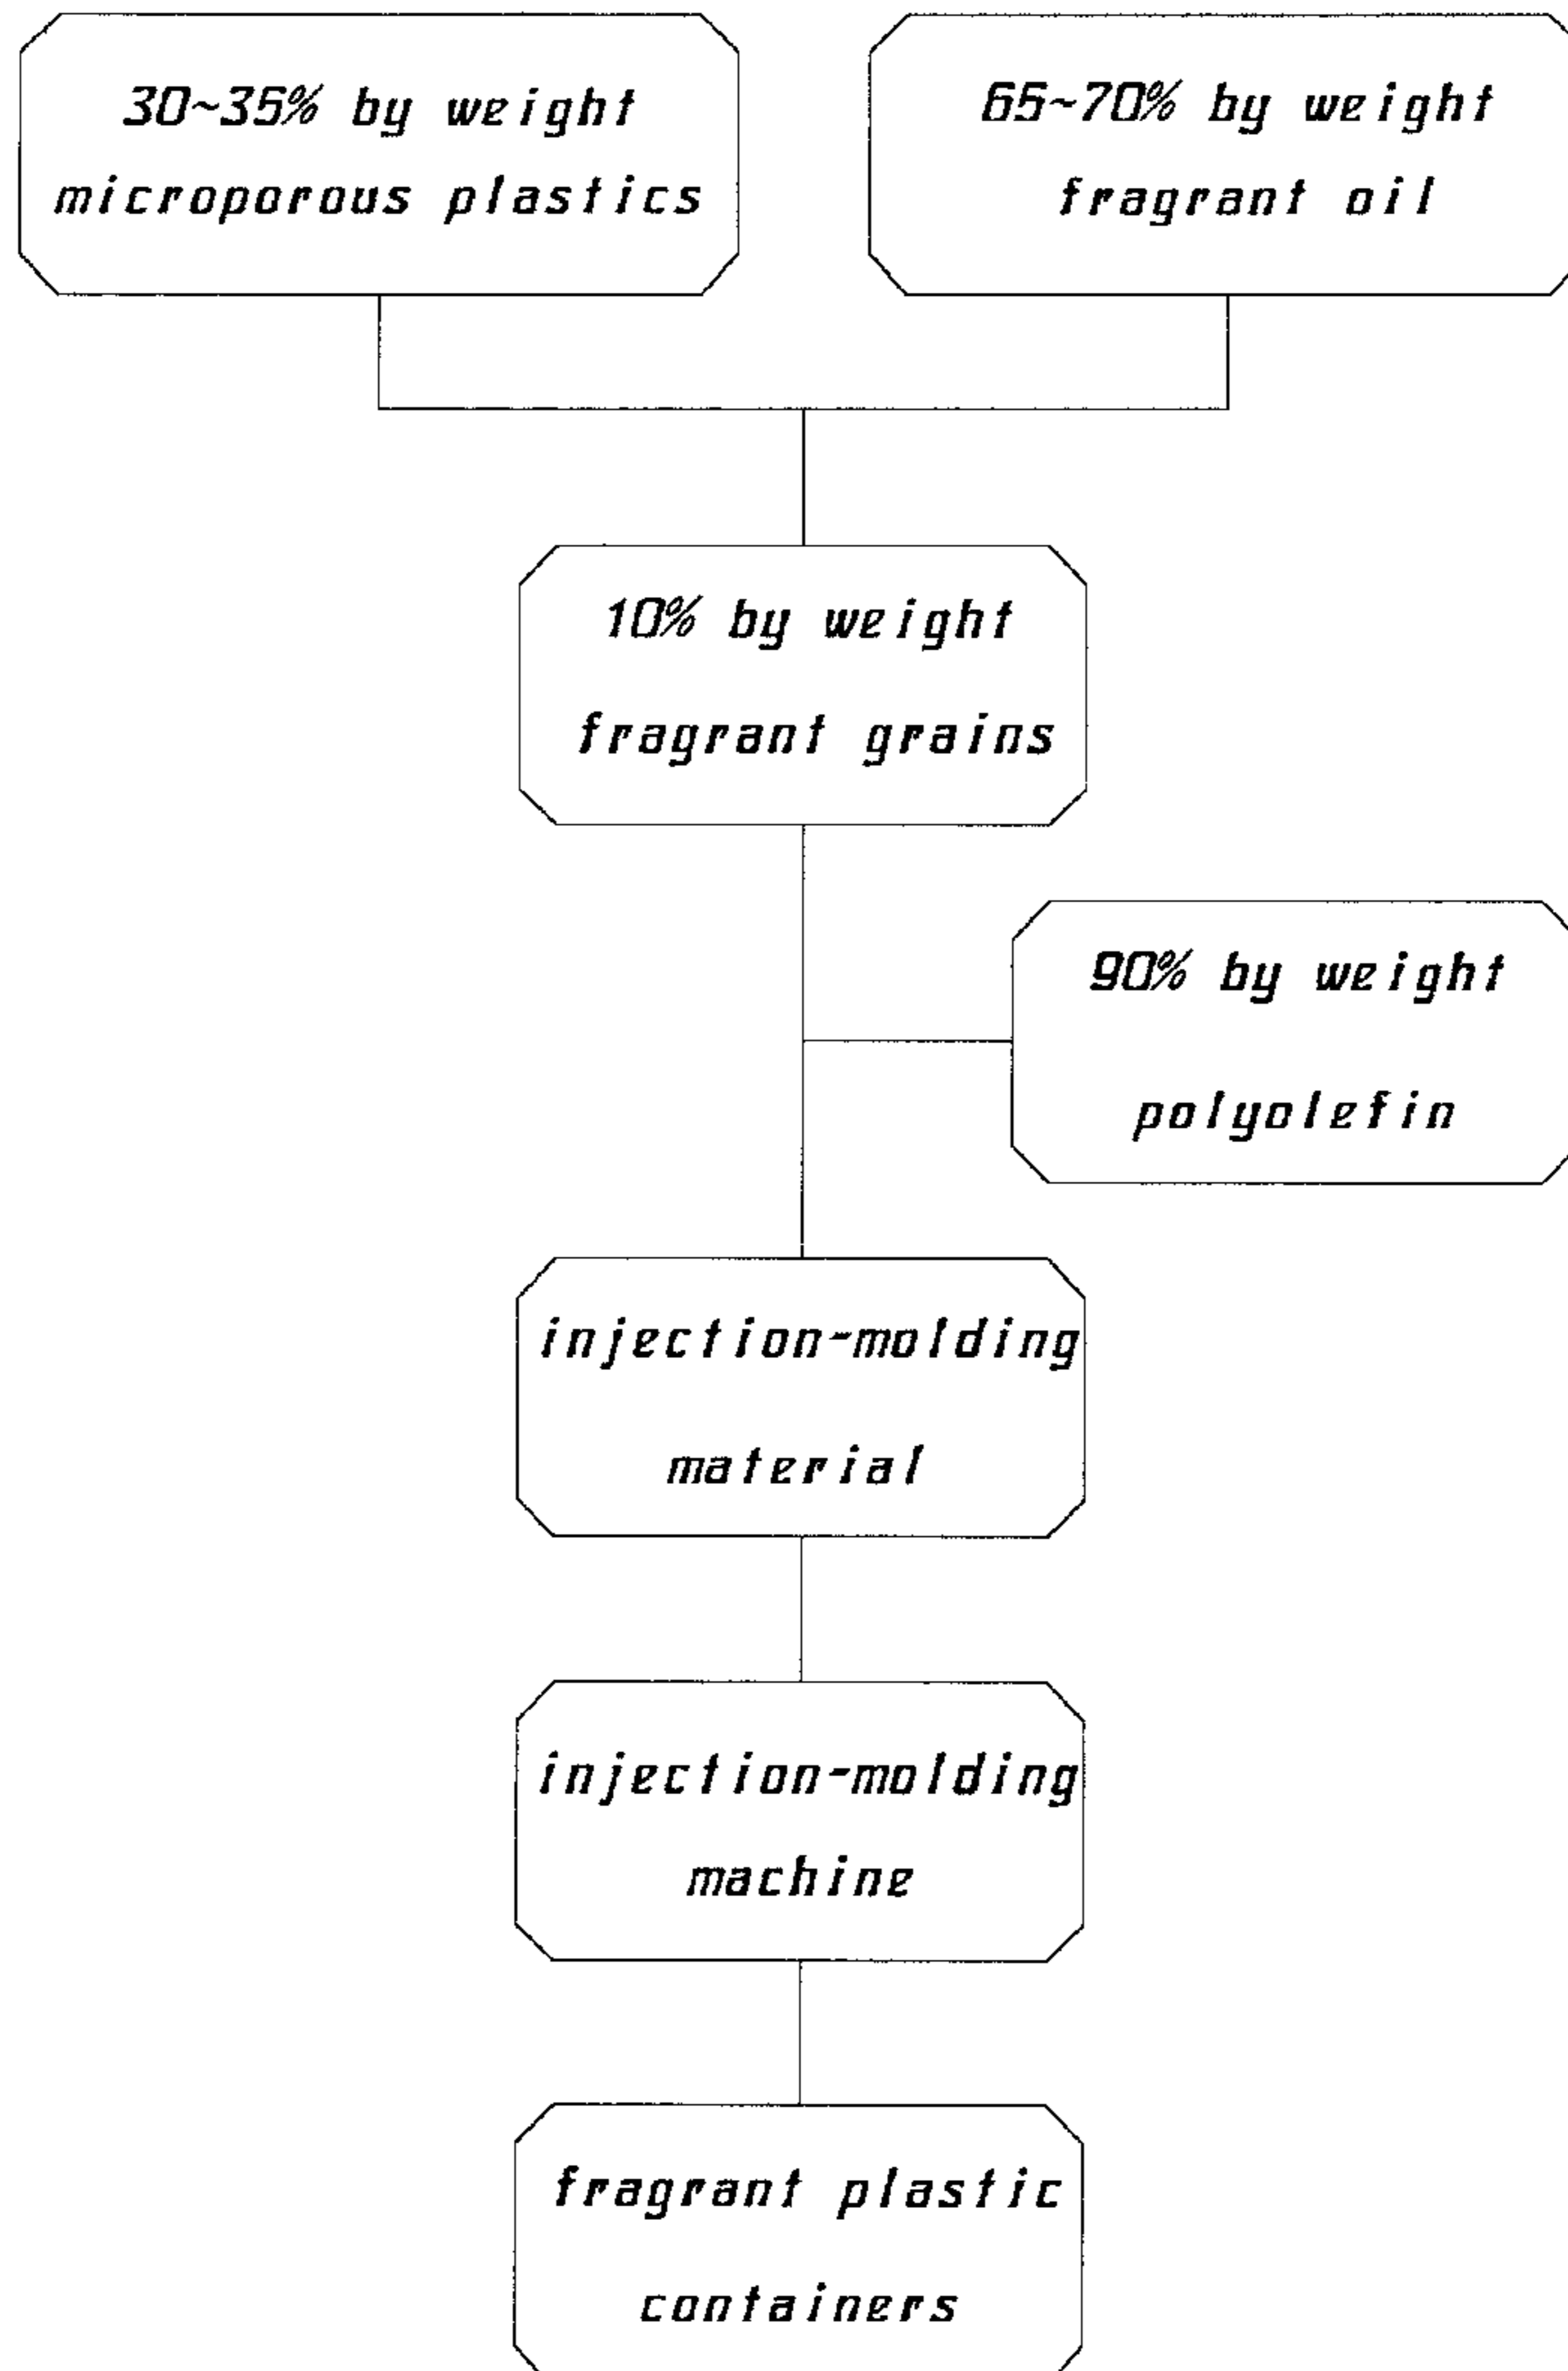 30~35% by weight
microporous plastics
65~70% by weight
fragrant oil
10% by weight
fragrant grains
90% by weight
polyolefin
injection-molding
material
injection-molding
machine
fragrant plastic
containers